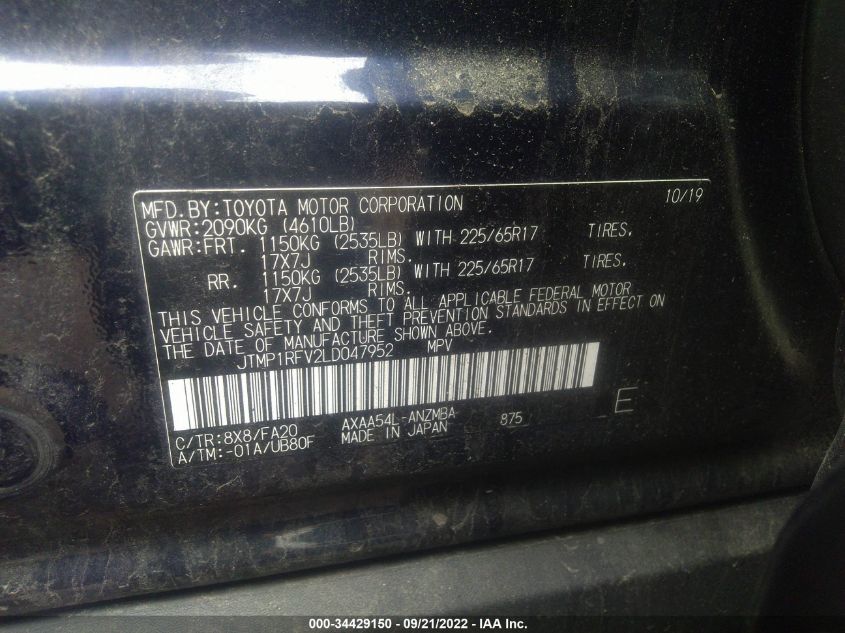 MFD.BY:TOYOTA MOTOR CORPORATION 10/19
GVWR:2090KG (4610LB)
GAWR:FRT. 1150KG (2535LB) WITH 225/65R17 TIRES.
17X7J RIMS.
RR. 1150KG (2535LB) WITH 225/65R17 TIRES.
17X7J RIMS.
THIS VEHICLE CONFORMS TO ALL APPLICABLE FEDERAL MOTOR
VEHICLE SAFETY AND THEFT PREVENTION STANDARDS IN EFFECT ON
THE DATE OF MANUFACTURE SHOWN ABOVE.
JTMP1RFV2LD047952 MPV
C/TR:8X8/FA20 AXAA54L-ANZMBA 875 E
A/TM:-01A/UB80F MADE IN JAPAN
000-34429150 - 09/21/2022 - IAA Inc.